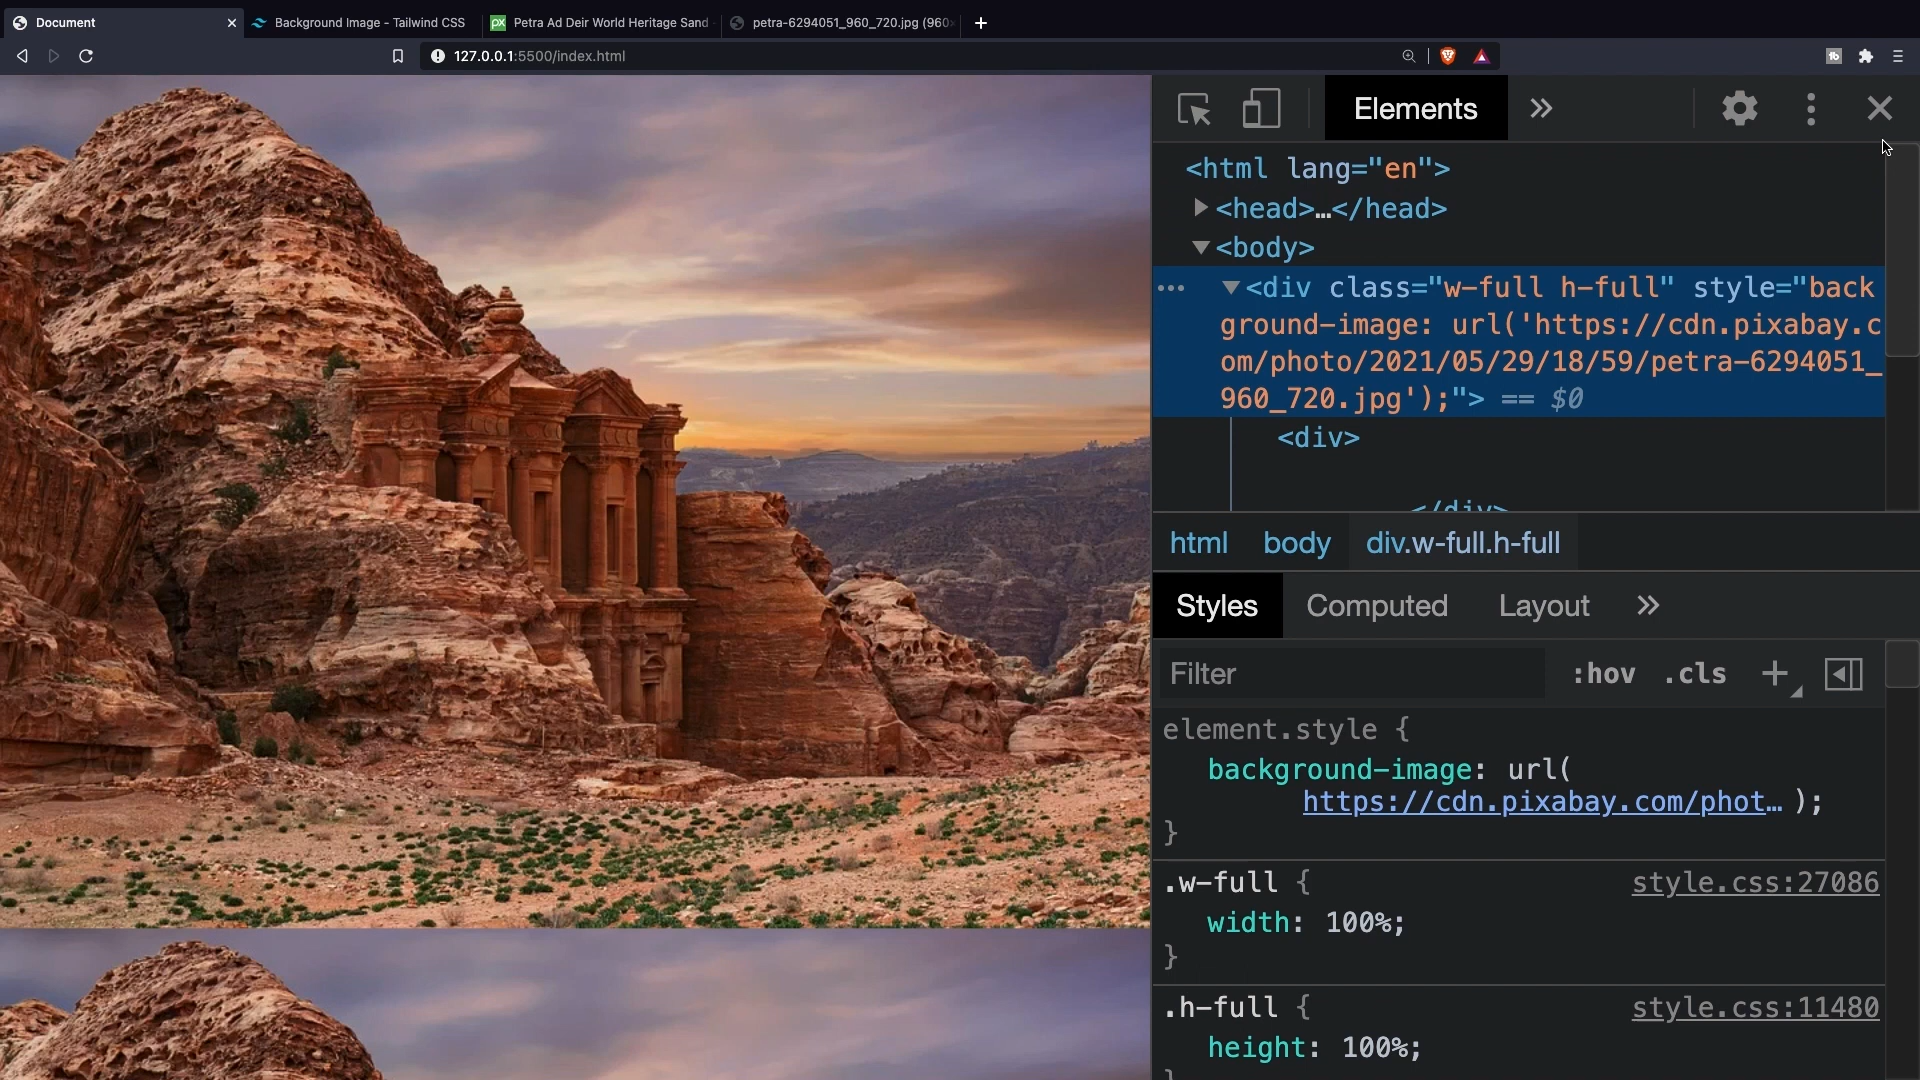 Document
Background Image - Tailwind CSS
Petra Ad Deir World Heritage Sand
petra-6294051_960_720.jpg (960
127.0.0.1:5500/index.html
Elements
<html lang="en">
<head>…</head>
<body>
<div class="w-full h-full" style="back
ground-image: url('https://cdn.pixabay.c
om/photo/2021/05/29/18/59/petra-6294051_
960_720.jpg');"> == $0
<div>
</div>
html body div.w-full.h-full
Styles Computed Layout
Filter :hov .cls
element.style {
background-image: url(
https://cdn.pixabay.com/phot… );
}
.w-full { style.css:27086
width: 100%;
}
.h-full { style.css:11480
height: 100%;
}